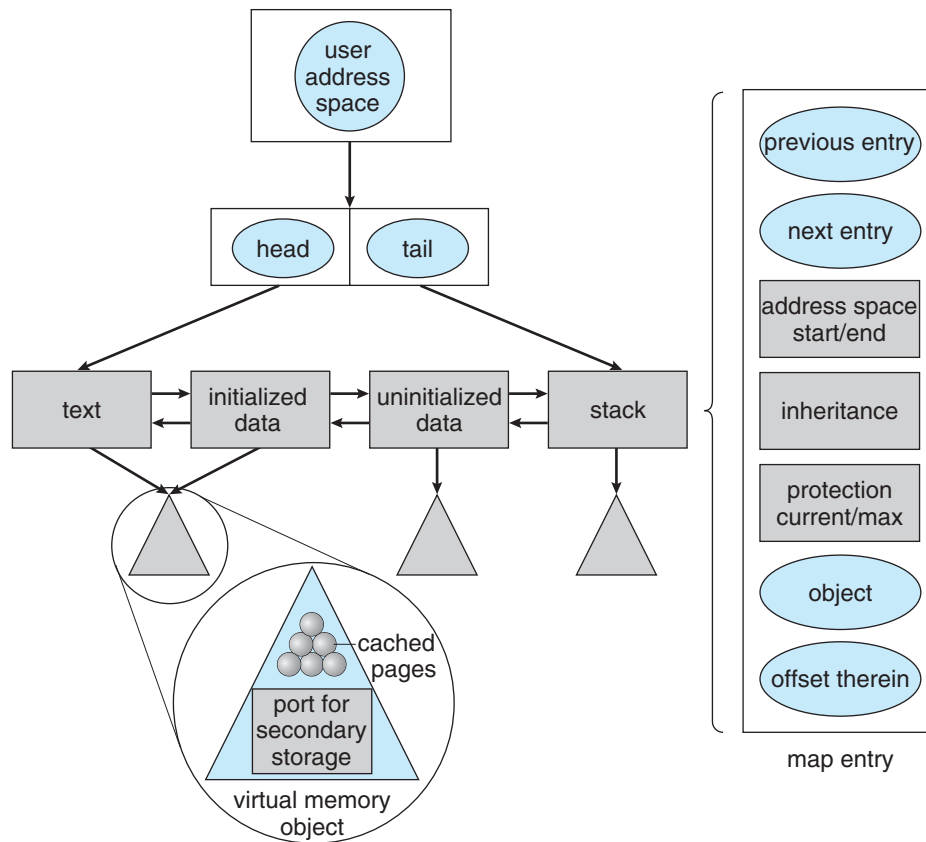 user
address
space
head
tail
text
initialized
data
uninitialized
data
stack
cached
pages
port for
secondary
storage
virtual memory
object
previous entry
next entry
address space
start/end
inheritance
protection
current/max
object
offset therein
map entry